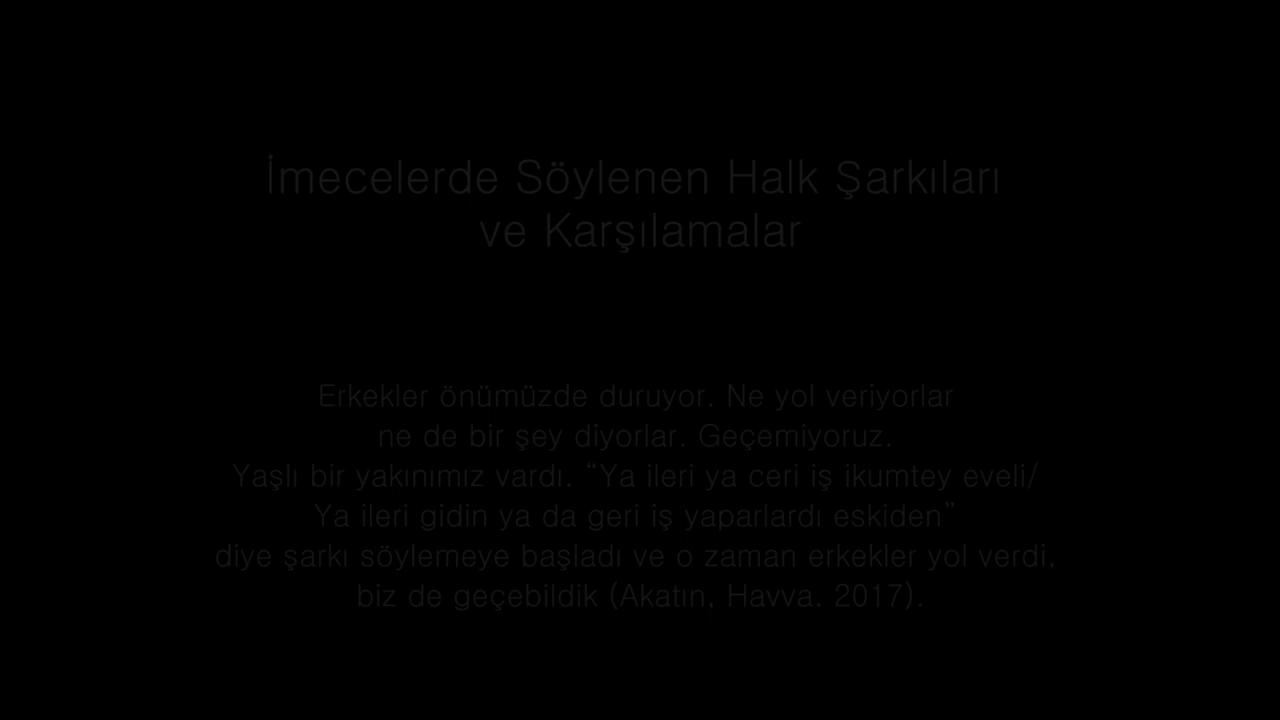 İmecelerde Söylenen Halk Şarkıları
ve Karşılamalar
Erkekler önümüzde duruyor. Ne yol veriyorlar
ne de bir şey diyorlar. Geçemiyoruz.
Yaşlı bir yakınımız vardı. “Ya ileri ya ceri iş ikumtey eveli/
Ya ileri gidin ya da geri iş yaparlardı eskiden”
diye şarkı söylemeye başladı ve o zaman erkekler yol verdi,
biz de geçebildik (Akatın, Havva. 2017).